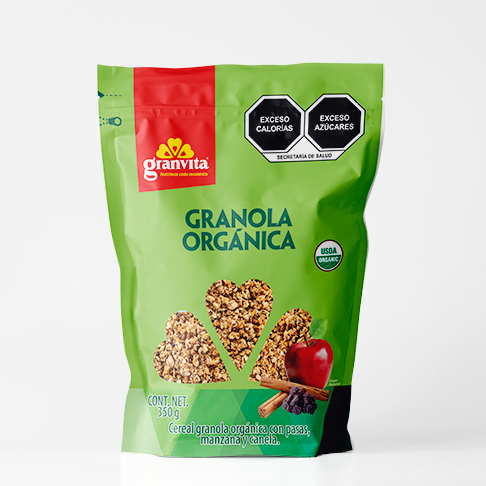 EXCESO
CALORÍAS
EXCESO
AZÚCARES
SECRETARÍA DE SALUD
granvita
Nutrimos cada momento
GRANOLA
ORGÁNICA
USDA
ORGANIC
CONT. NET.
350 g
Cereal granola orgánica con pasas,
manzana y canela.